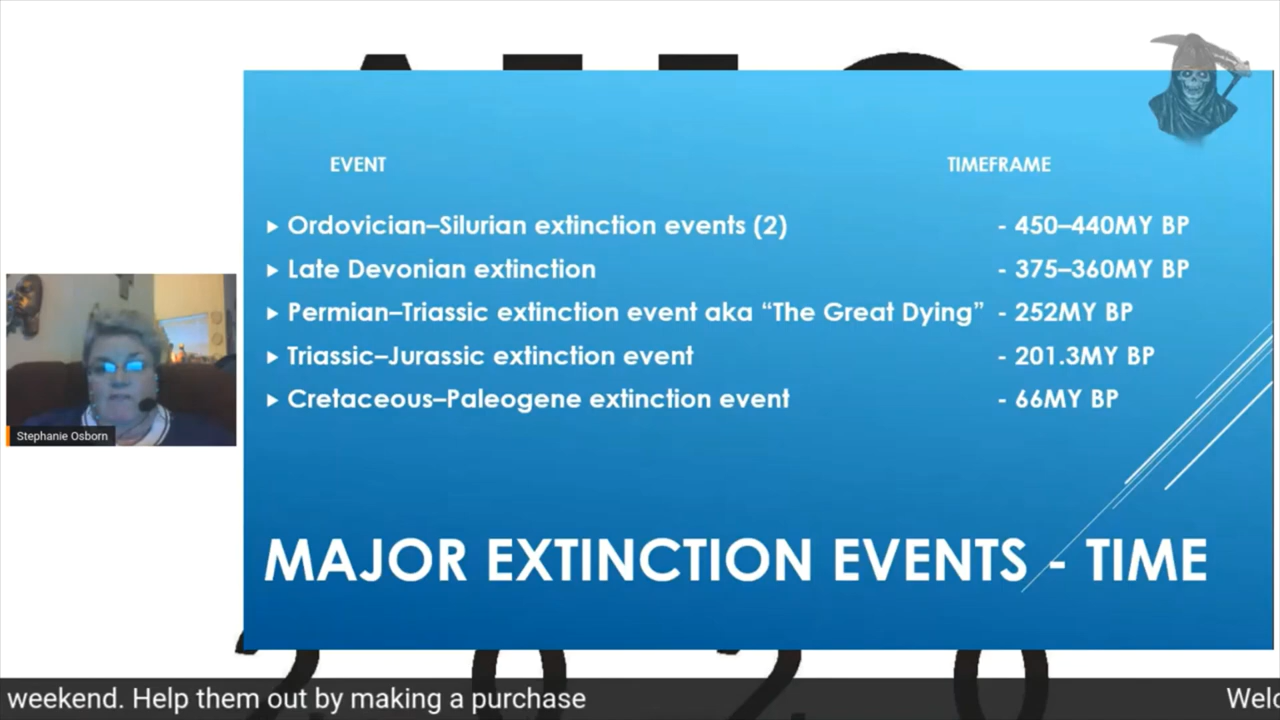 EVENT TIMEFRAME
Ordovician–Silurian extinction events (2) - 450–440MY BP
Late Devonian extinction - 375–360MY BP
Permian–Triassic extinction event aka “The Great Dying” - 252MY BP
Triassic–Jurassic extinction event - 201.3MY BP
Cretaceous–Paleogene extinction event - 66MY BP
MAJOR EXTINCTION EVENTS - TIME
Stephanie Osborn
2020
weekend. Help them out by making a purchase Welc